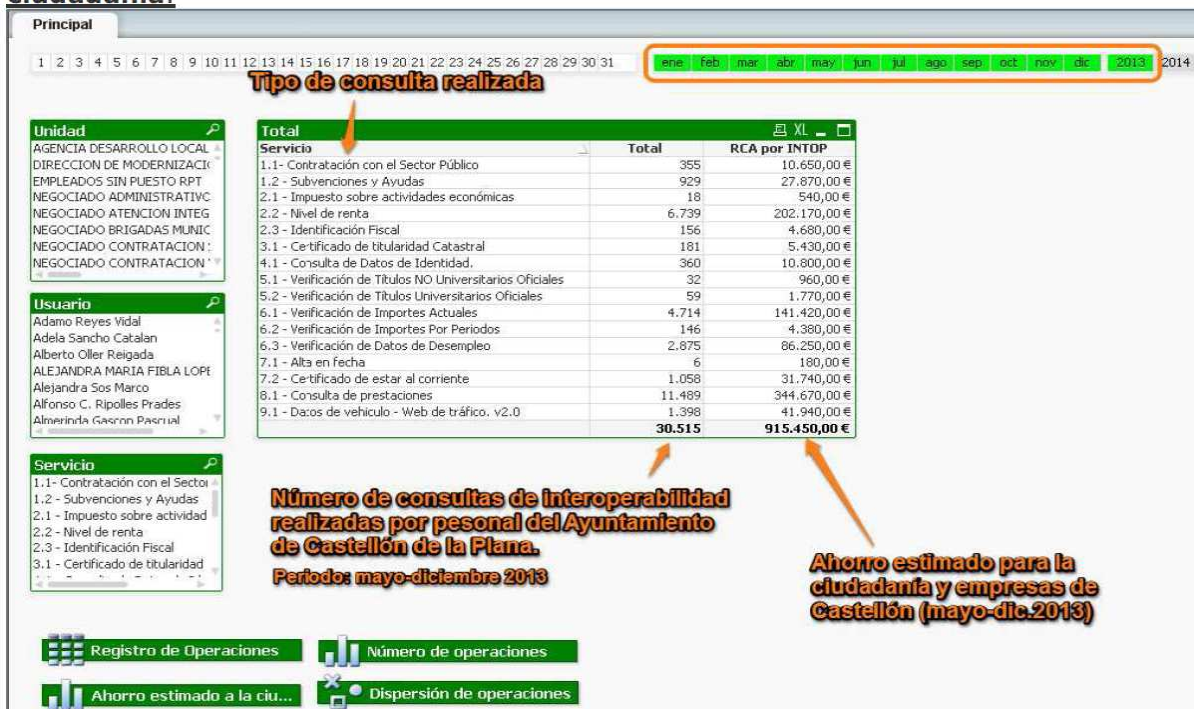 ciudadanía.
Principal
1 2 3 4 5 6 7 8 9 10 11 12 13 14 15 16 17 18 19 20 21 22 23 24 25 26 27 28 29 30 31 ene feb mar abr may jun jul ago sep oct nov dic 2013 2014
Tipo de consulta realizada
Unidad
AGENCIA DESARROLLO LOCAL
DIRECCION DE MODERNIZACI
EMPLEADOS SIN PUESTO RPT
NEGOCIADO ADMINISTRATIVO
NEGOCIADO ATENCION INTEG
NEGOCIADO BRIGADAS MUNIC
NEGOCIADO CONTRATACION
NEGOCIADO CONTRATACION
Usuario
Adamo Reyes Vidal
Adela Sancho Catalan
Alberto Oller Reigada
ALEJANDRA MARIA FIBLA LOPE
Alejandra Sos Marco
Alfonso C. Ripolles Prades
Almerinda Gascon Pascual
Servicio
1.1- Contratación con el Sector
1.2 - Subvenciones y Ayudas
2.1 - Impuesto sobre actividad
2.2 - Nivel de renta
2.3 - Identificación Fiscal
3.1 - Certificado de titularidad
Total XL
Servicio Total RCA por INTOP
1.1- Contratación con el Sector Público 355 10.650,00 €
1.2 - Subvenciones y Ayudas 929 27.870,00 €
2.1 - Impuesto sobre actividades económicas 18 540,00 €
2.2 - Nivel de renta 6.739 202.170,00 €
2.3 - Identificación Fiscal 156 4.680,00 €
3.1 - Certificado de titularidad Catastral 181 5.430,00 €
4.1 - Consulta de Datos de Identidad. 360 10.800,00 €
5.1 - Verificación de Títulos NO Universitarios Oficiales 32 960,00 €
5.2 - Verificación de Títulos Universitarios Oficiales 59 1.770,00 €
6.1 - Verificación de Importes Actuales 4.714 141.420,00 €
6.2 - Verificación de Importes Por Periodos 146 4.380,00 €
6.3 - Verificación de Datos de Desempleo 2.875 86.250,00 €
7.1 - Alta en fecha 6 180,00 €
7.2 - Certificado de estar al corriente 1.058 31.740,00 €
8.1 - Consulta de prestaciones 11.489 344.670,00 €
9.1 - Datos de vehiculo - Web de tráfico. v2.0 1.398 41.940,00 €
30.515 915.450,00 €
Número de consultas de interoperabilidad
realizadas por pesonal del Ayuntamiento
de Castellón de la Plana.
Periodo: mayo-diciembre 2013
Ahorro estimado para la
ciudadanía y empresas de
Castellón (mayo-dic.2013)
Registro de Operaciones
Número de operaciones
Ahorro estimado a la ciu...
Dispersión de operaciones